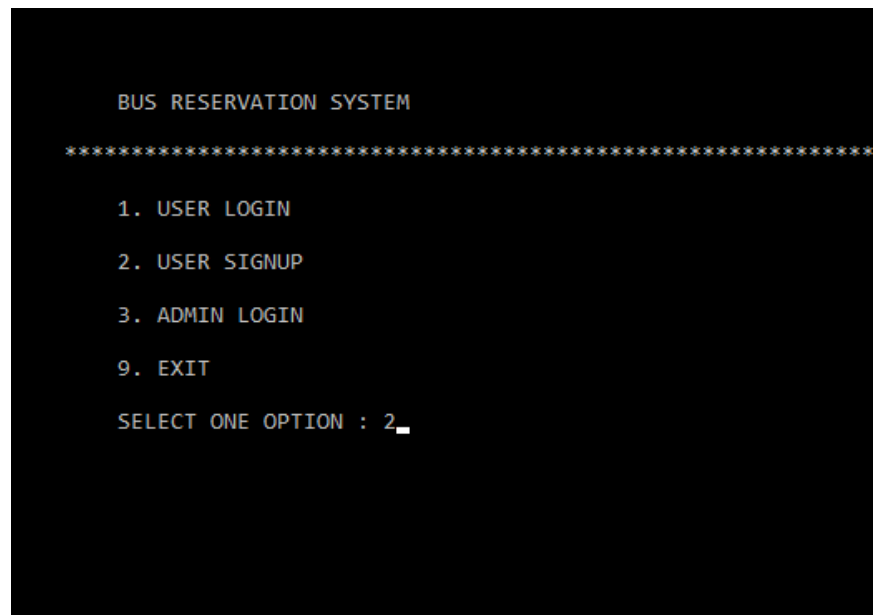 BUS RESERVATION SYSTEM
*************************************************************
1. USER LOGIN
2. USER SIGNUP
3. ADMIN LOGIN
9. EXIT
SELECT ONE OPTION : 2